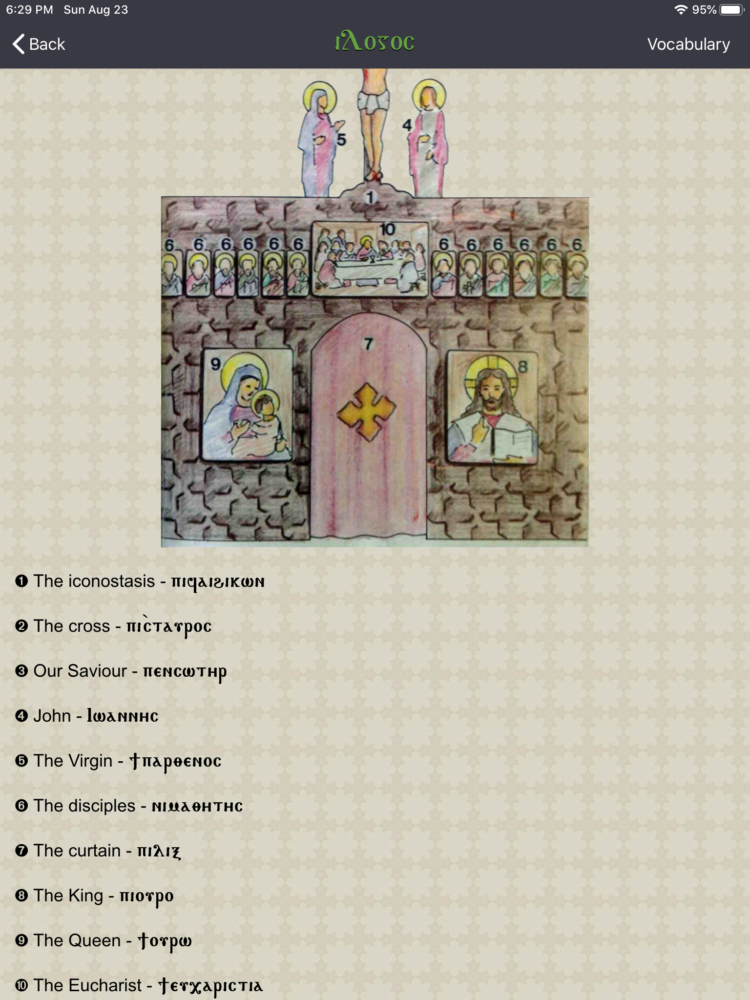 6:29 PM Sun Aug 23 95%
Back ⲓⲗⲟⲅⲟⲥ Vocabulary
5 4
1
10
6 6 6 6 6 6 6 6 6 6 6 6
7
9 8
❶ The iconostasis - ⲡⲓϥⲁⲓϩⲓⲕⲱⲛ
❷ The cross - ⲡⲓⲥ̀ⲧⲁⲩⲣⲟⲥ
❸ Our Saviour - ⲡⲉⲛⲥⲱⲧⲏⲣ
❹ John - Ⲓⲱⲁⲛⲛⲏⲥ
❺ The Virgin - ϯⲡⲁⲣⲑⲉⲛⲟⲥ
❻ The disciples - ⲛⲓⲙⲁⲑⲏⲧⲏⲥ
❼ The curtain - ⲡⲓⲗⲓⲝ
❽ The King - ⲡⲓⲟⲩⲣⲟ
❾ The Queen - ϯⲟⲩⲣⲱ
❿ The Eucharist - ϯⲉⲩⲭⲁⲣⲓⲥⲧⲓⲁ